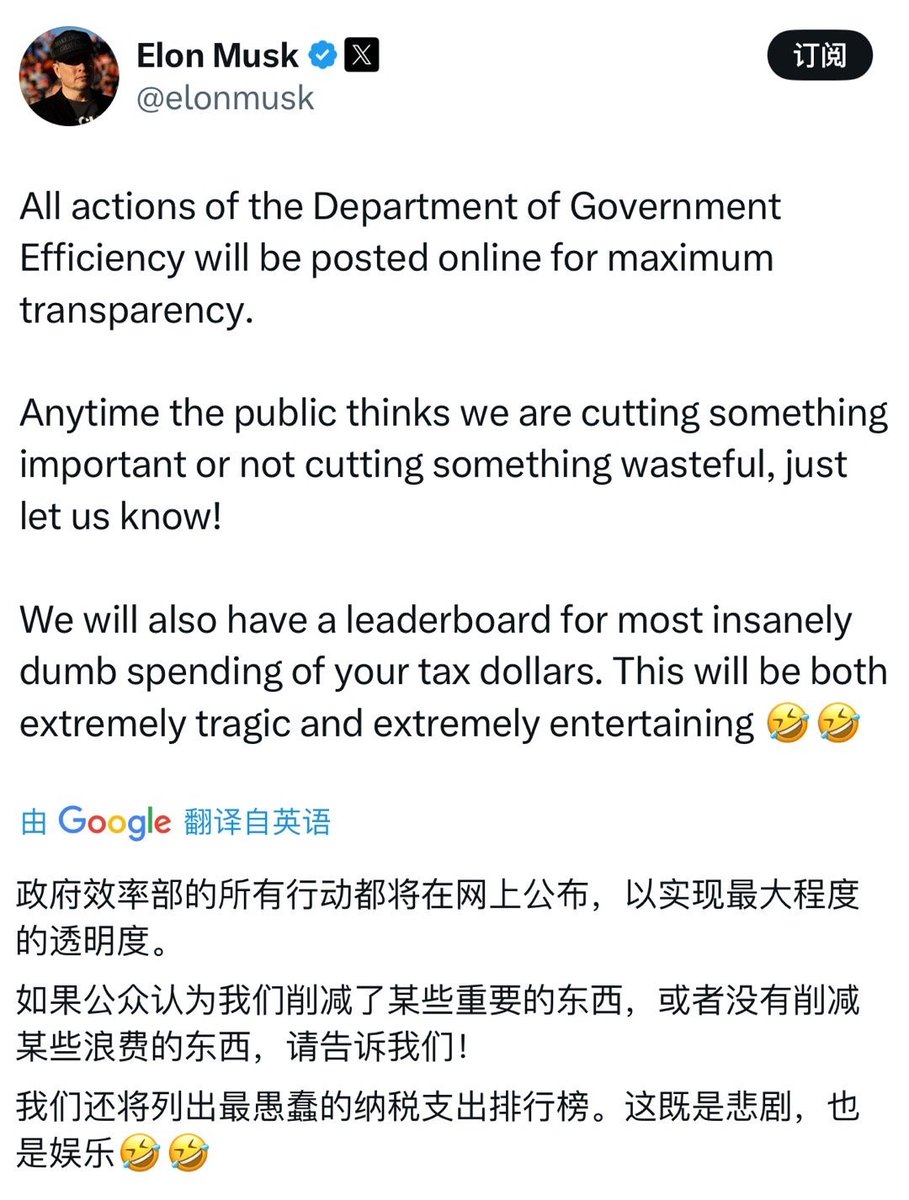 Elon Musk
订阅
@elonmusk
All actions of the Department of Government
Efficiency will be posted online for maximum
transparency.
Anytime the public thinks we are cutting something
important or not cutting something wasteful, just
let us know!
We will also have a leaderboard for most insanely
dumb spending of your tax dollars. This will be both
extremely tragic and extremely entertaining 🤣🤣
由 Google 翻译自英语
政府效率部的所有行动都将在网上公布，以实现最大程度
的透明度。
如果公众认为我们削减了某些重要的东西，或者没有削减
某些浪费的东西，请告诉我们！
我们还将列出最愚蠢的纳税支出排行榜。这既是悲剧，也
是娱乐🤣🤣